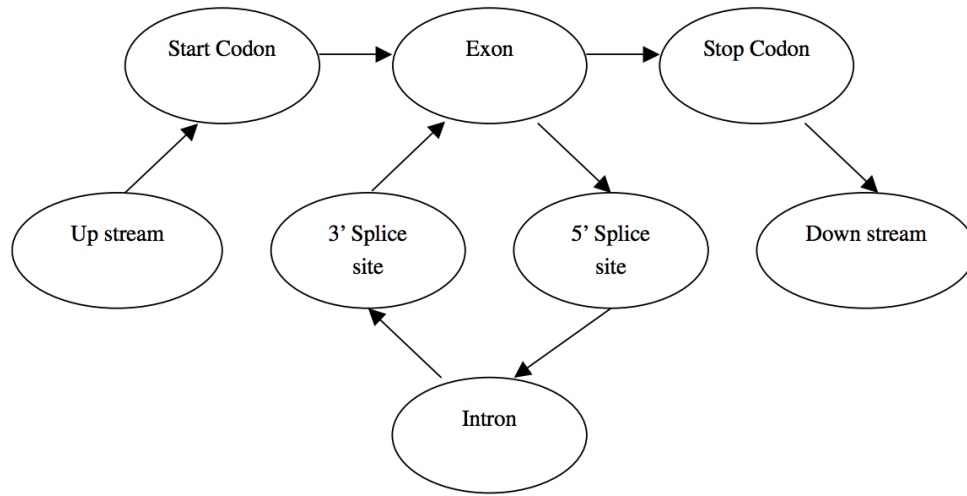 Start Codon
Exon
Stop Codon
Up stream
3’ Splice
site
5’ Splice
site
Down stream
Intron